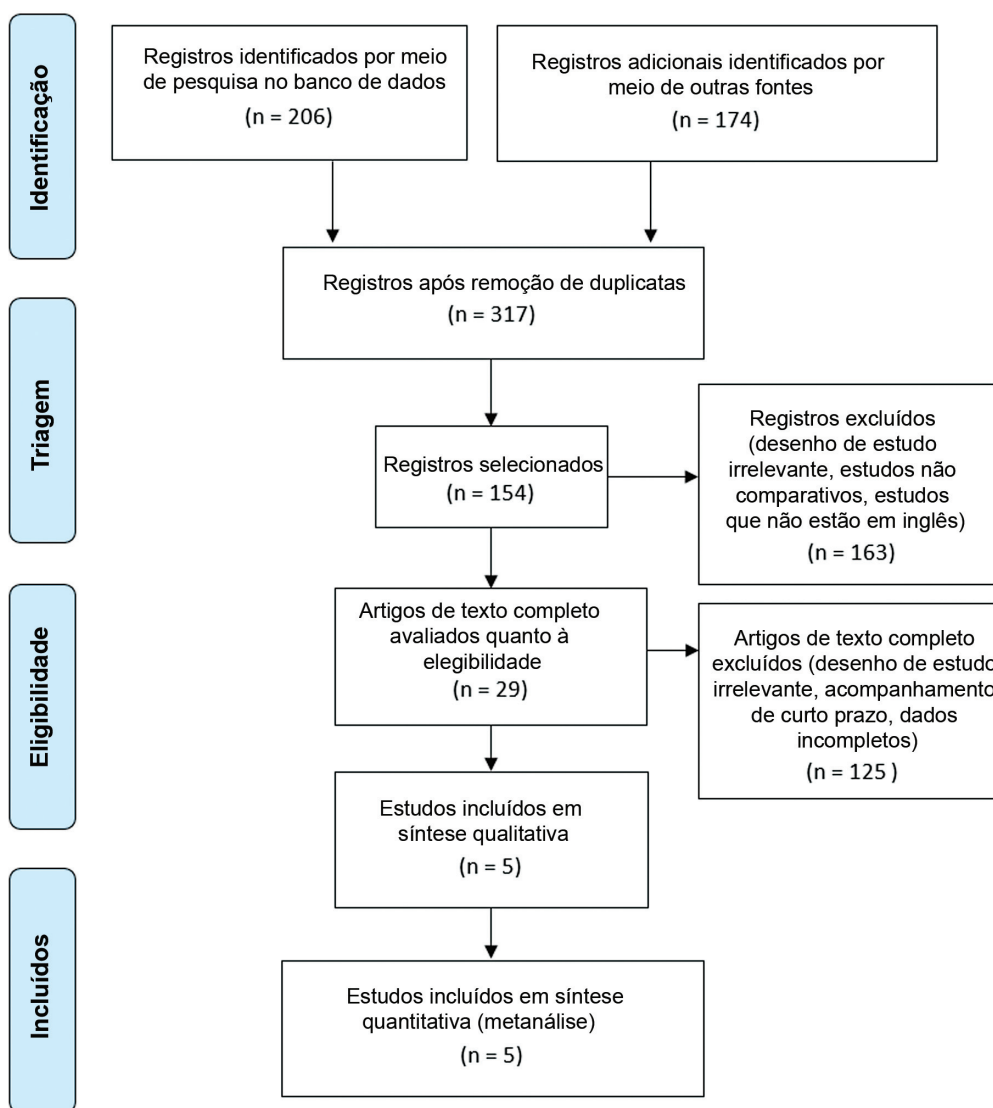 Identificação
Registros identificados por meio
de pesquisa no banco de dados
(n = 206)
Registros adicionais identificados por
meio de outras fontes
(n = 174)
Registros após remoção de duplicatas
(n = 317)
Triagem
Registros selecionados
(n = 154)
Registros excluídos
(desenho de estudo
irrelevante, estudos não
comparativos, estudos
que não estão em inglês)
(n = 163)
Eligibilidade
Artigos de texto completo
avaliados quanto à
elegibilidade
(n = 29)
Artigos de texto completo
excluídos (desenho de estudo
irrelevante, acompanhamento
de curto prazo, dados
incompletos)
(n = 125 )
Estudos incluídos em
síntese qualitativa
(n = 5)
Incluídos
Estudos incluídos em síntese
quantitativa (metanálise)
(n = 5)